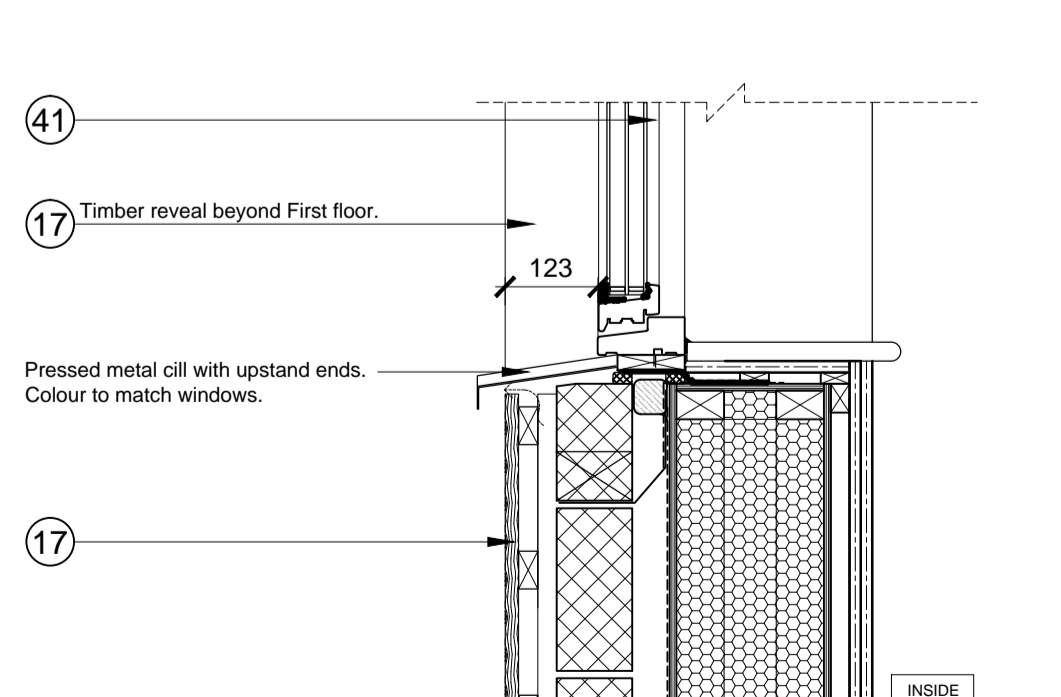 41
17 Timber reveal beyond First floor.
123
Pressed metal cill with upstand ends.
Colour to match windows.
17
INSIDE